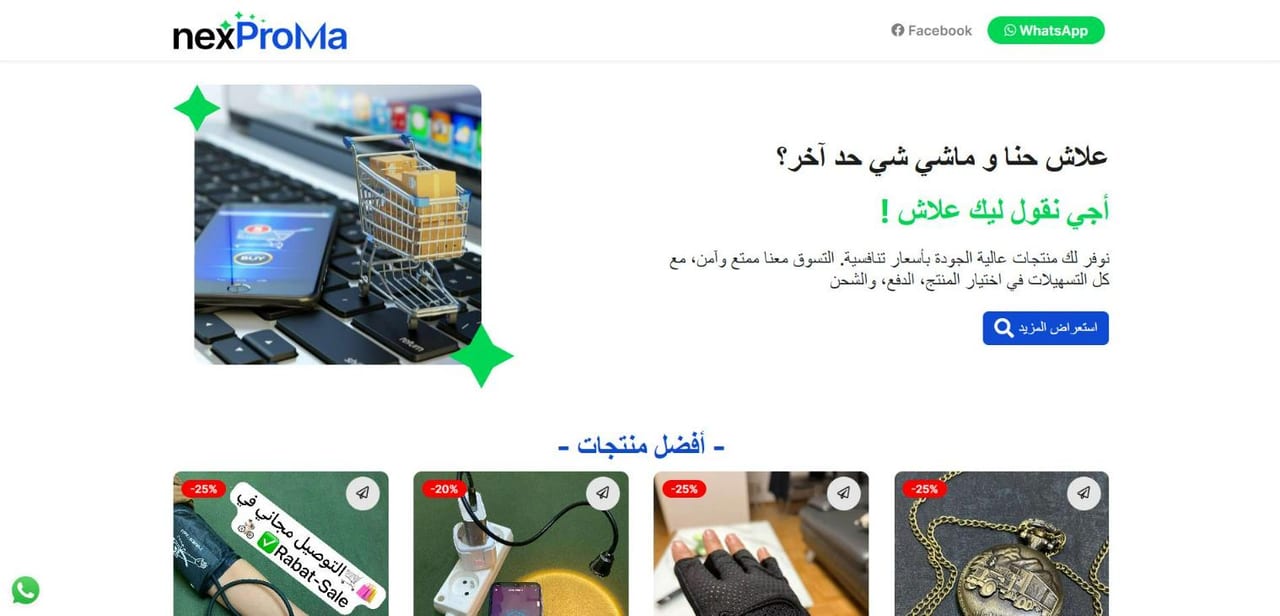 nexProMa
Facebook
WhatsApp
علاش حنا و ماشي شي حد آخر؟
أجي نقول ليك علاش !
نوفر لك منتجات عالية الجودة بأسعار تنافسية. التسوق معنا ممتع وآمن، مع
كل التسهيلات في اختيار المنتج، الدفع، والشحن
استعراض المزيد
BUY
return
- أفضل منتجات -
-25%
التوصيل مجاني في
Rabat-Sale
-20%
-25%
-25%